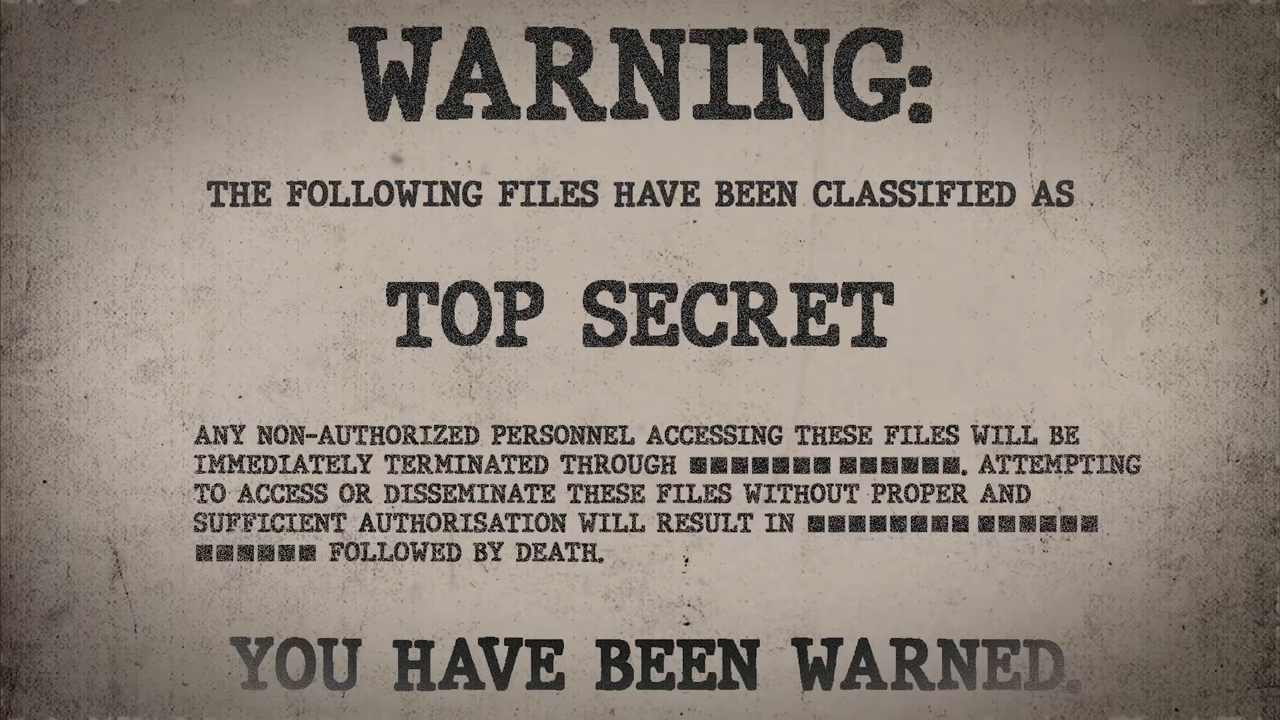 WARNING:
THE FOLLOWING FILES HAVE BEEN CLASSIFIED AS
TOP SECRET
ANY NON-AUTHORIZED PERSONNEL ACCESSING THESE FILES WILL BE
IMMEDIATELY TERMINATED THROUGH ■■■■■■■ ■■■■■■. ATTEMPTING
TO ACCESS OR DISSEMINATE THESE FILES WITHOUT PROPER AND
SUFFICIENT AUTHORISATION WILL RESULT IN ■■■■■■■■ ■■■■■■
■■■■■■ FOLLOWED BY DEATH.
YOU HAVE BEEN WARNED.